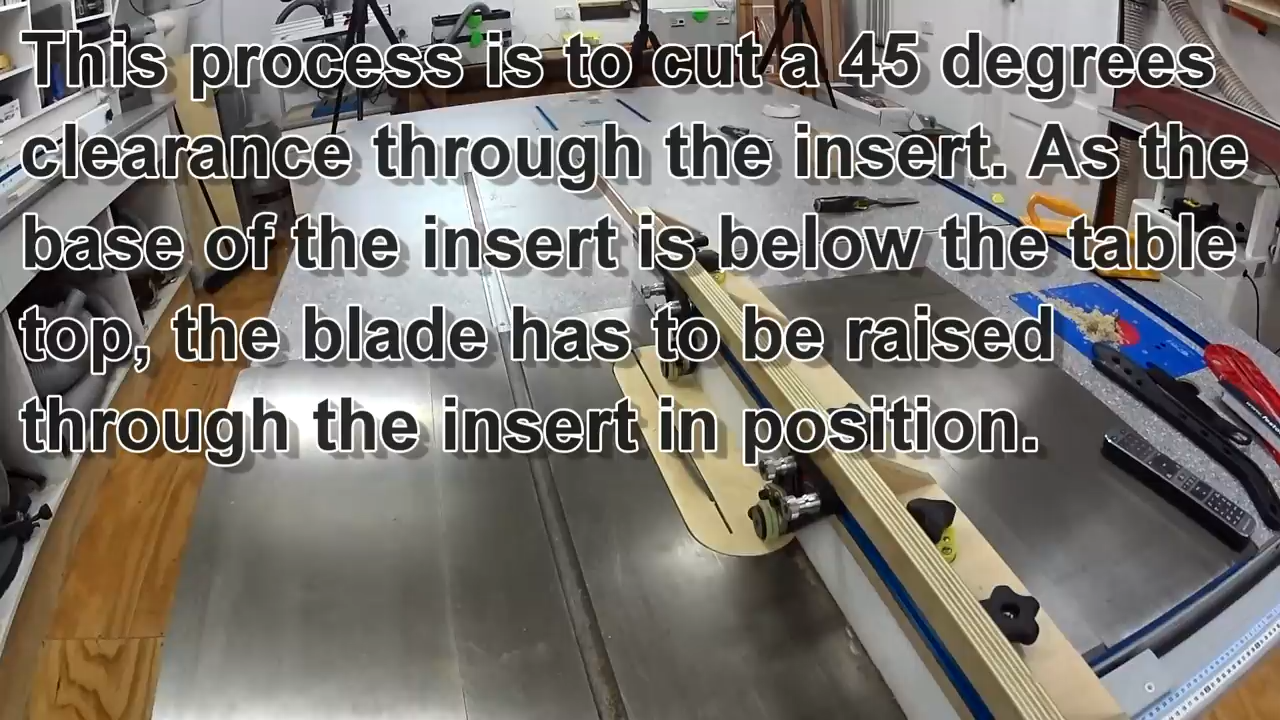 This process is to cut a 45 degrees
clearance through the insert. As the
base of the insert is below the table
top, the blade has to be raised
through the insert in position.